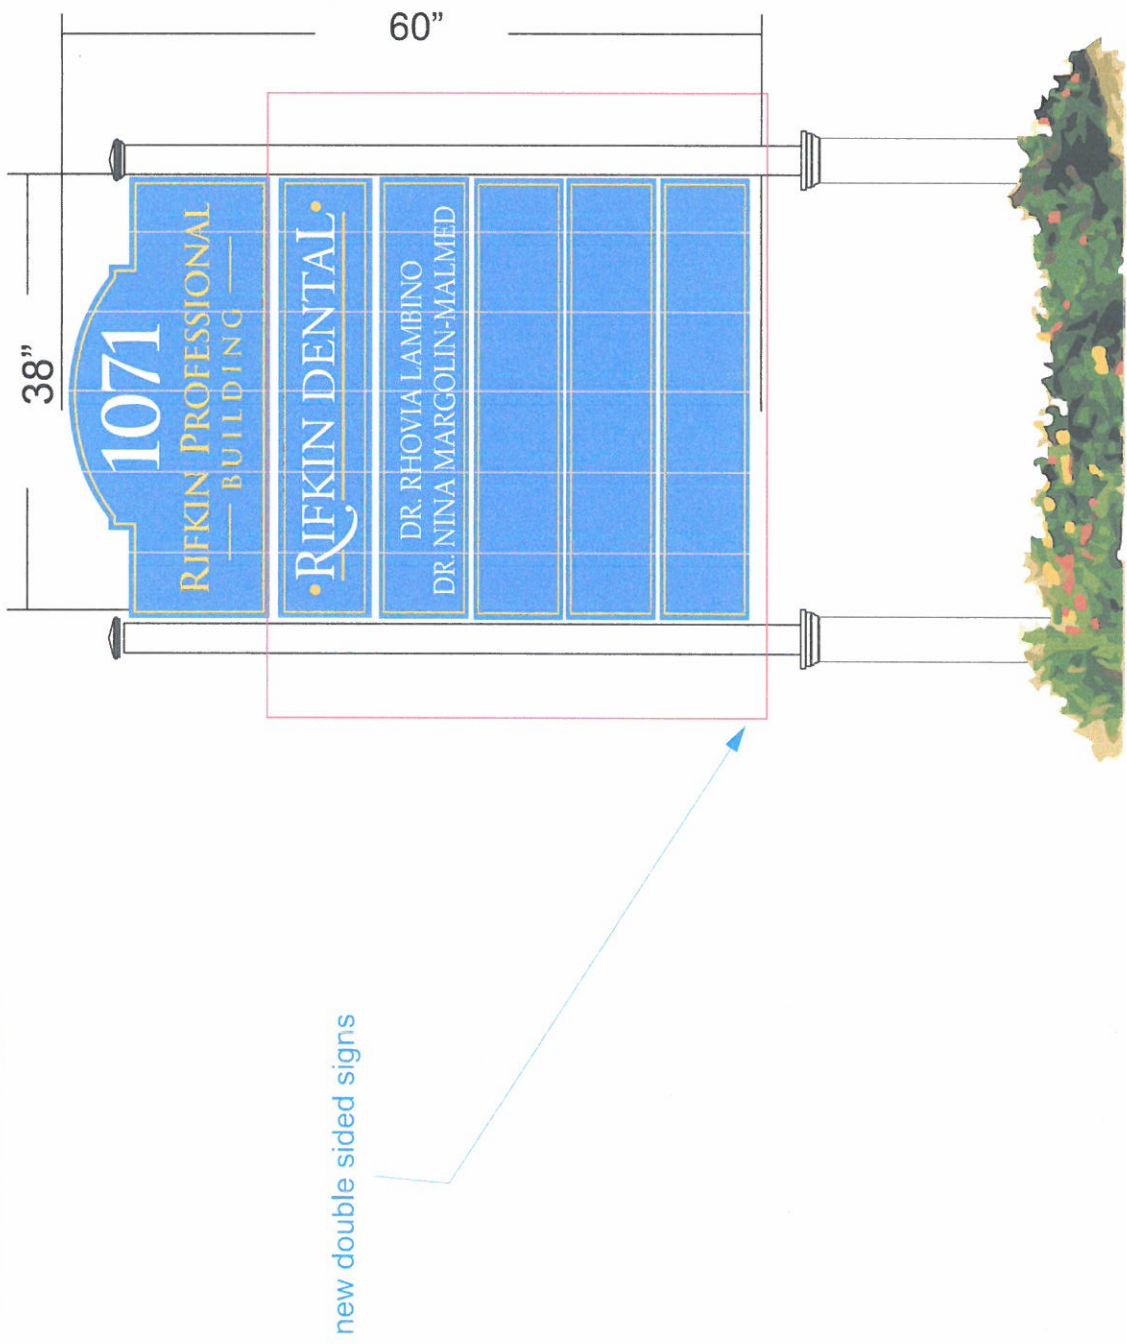 60”
38”
1071
RIFKIN PROFESSIONAL
BUILDING
RIFKIN DENTAL
DR. RHOVIA LAMBINO
DR. NINA MARGOLIN-MALMED
new double sided signs